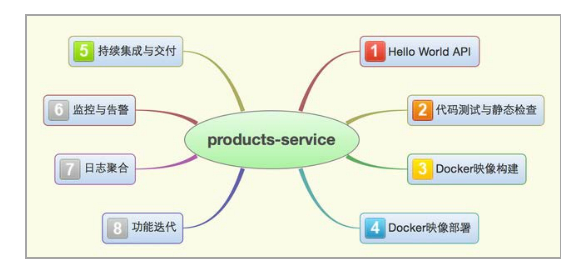 products-service
1 Hello World API
2 代码测试与静态检查
3 Docker映像构建
4 Docker映像部署
5 持续集成与交付
6 监控与告警
7 日志聚合
8 功能迭代